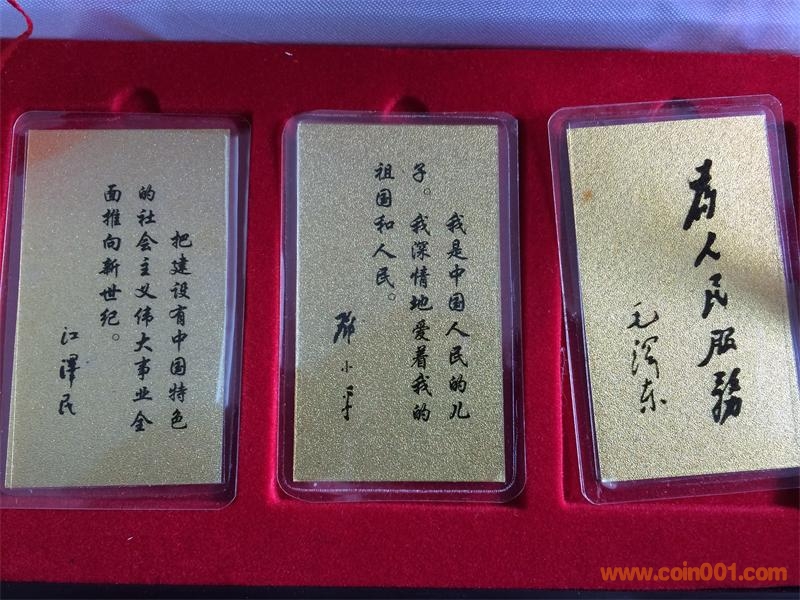 为人民服务
毛泽东
我是中国人民的儿
子。我深情地爱着我的
祖国和人民。
邓小平
把建设有中国特色
的社会主义伟大事业全
面推向新世纪。
江泽民
www.coin001.com